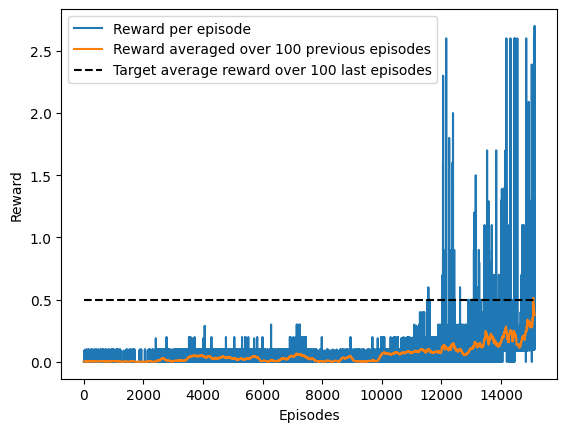 Reward per episode
Reward averaged over 100 previous episodes
Target average reward over 100 last episodes
2.5
2.0
1.5
1.0
0.5
0.0
Reward
0 2000 4000 6000 8000 10000 12000 14000
Episodes